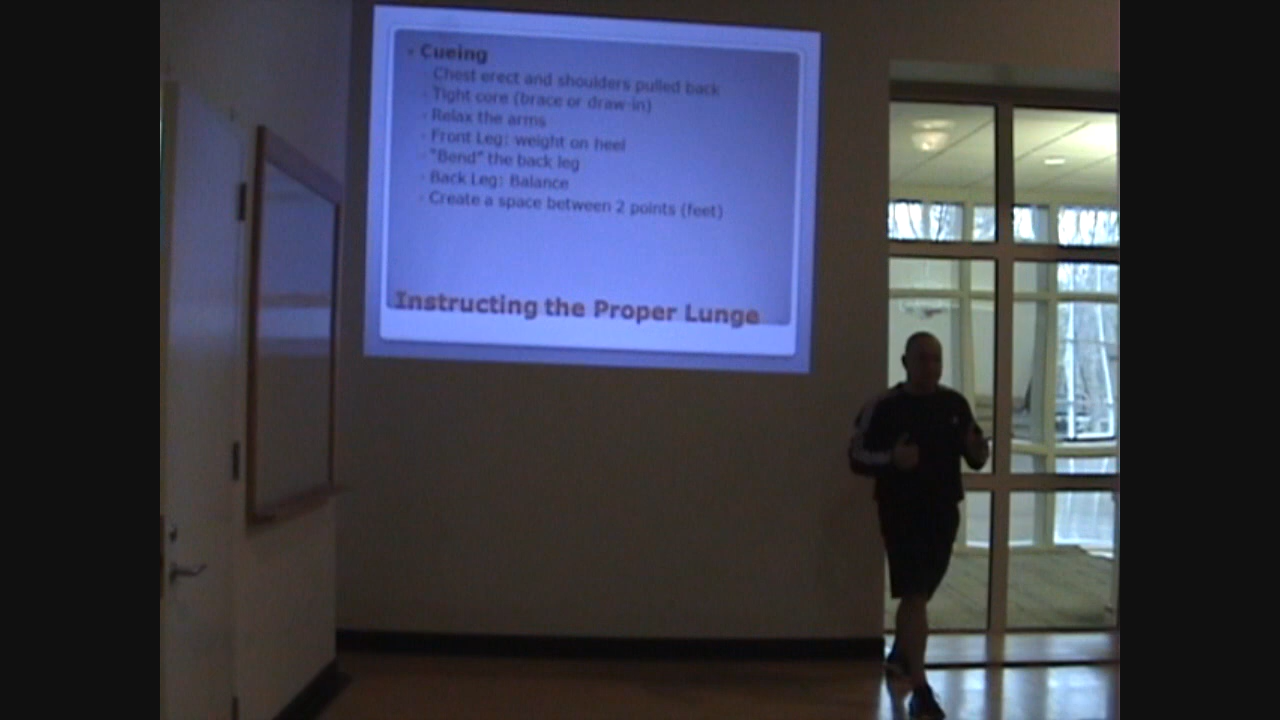 Cueing
Chest erect and shoulders pulled back
Tight core (brace or draw-in)
Relax the arms
Front Leg: weight on heel
"Bend" the back leg
Back Leg: Balance
Create a space between 2 points (feet)
Instructing the Proper Lunge